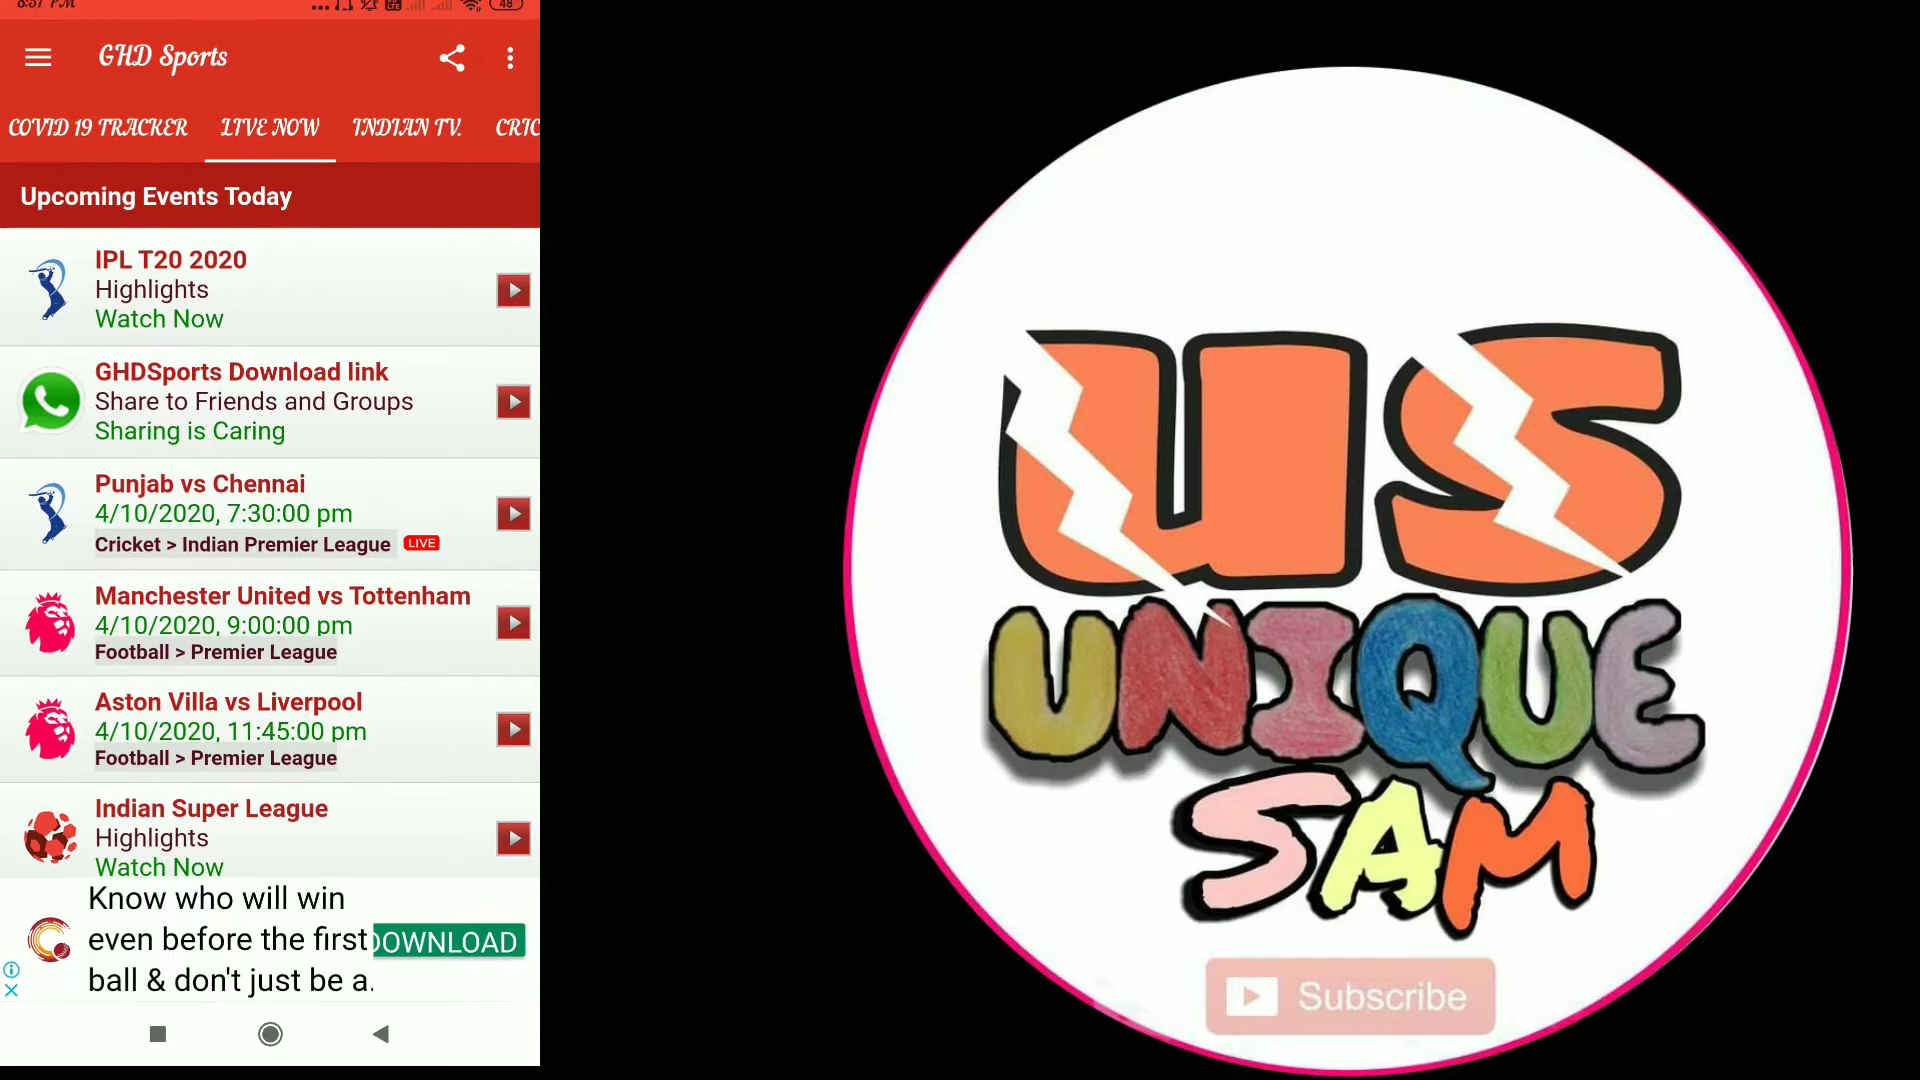 8:57 PM
48
GHD Sports
COVID 19 TRACKER
LIVE NOW
INDIAN TV.
CRIC
Upcoming Events Today
IPL T20 2020
Highlights
Watch Now
GHDSports Download link
Share to Friends and Groups
Sharing is Caring
Punjab vs Chennai
4/10/2020, 7:30:00 pm
Cricket > Indian Premier League LIVE
Manchester United vs Tottenham
4/10/2020, 9:00:00 pm
Football > Premier League
Aston Villa vs Liverpool
4/10/2020, 11:45:00 pm
Football > Premier League
Indian Super League
Highlights
Watch Now
Know who will win
even before the first
ball & don't just be a.
DOWNLOAD
US
UNIQUE
SAM
Subscribe